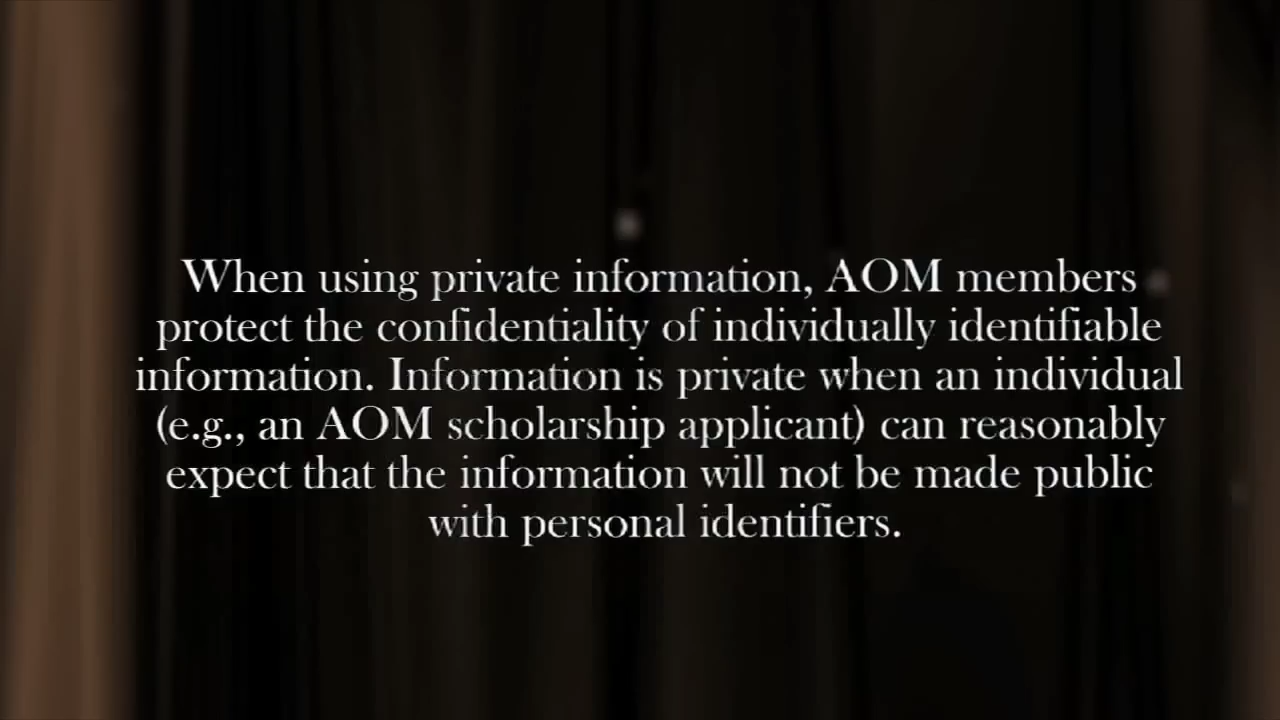 When using private information, AOM members
protect the confidentiality of individually identifiable
information. Information is private when an individual
(e.g., an AOM scholarship applicant) can reasonably
expect that the information will not be made public
with personal identifiers.